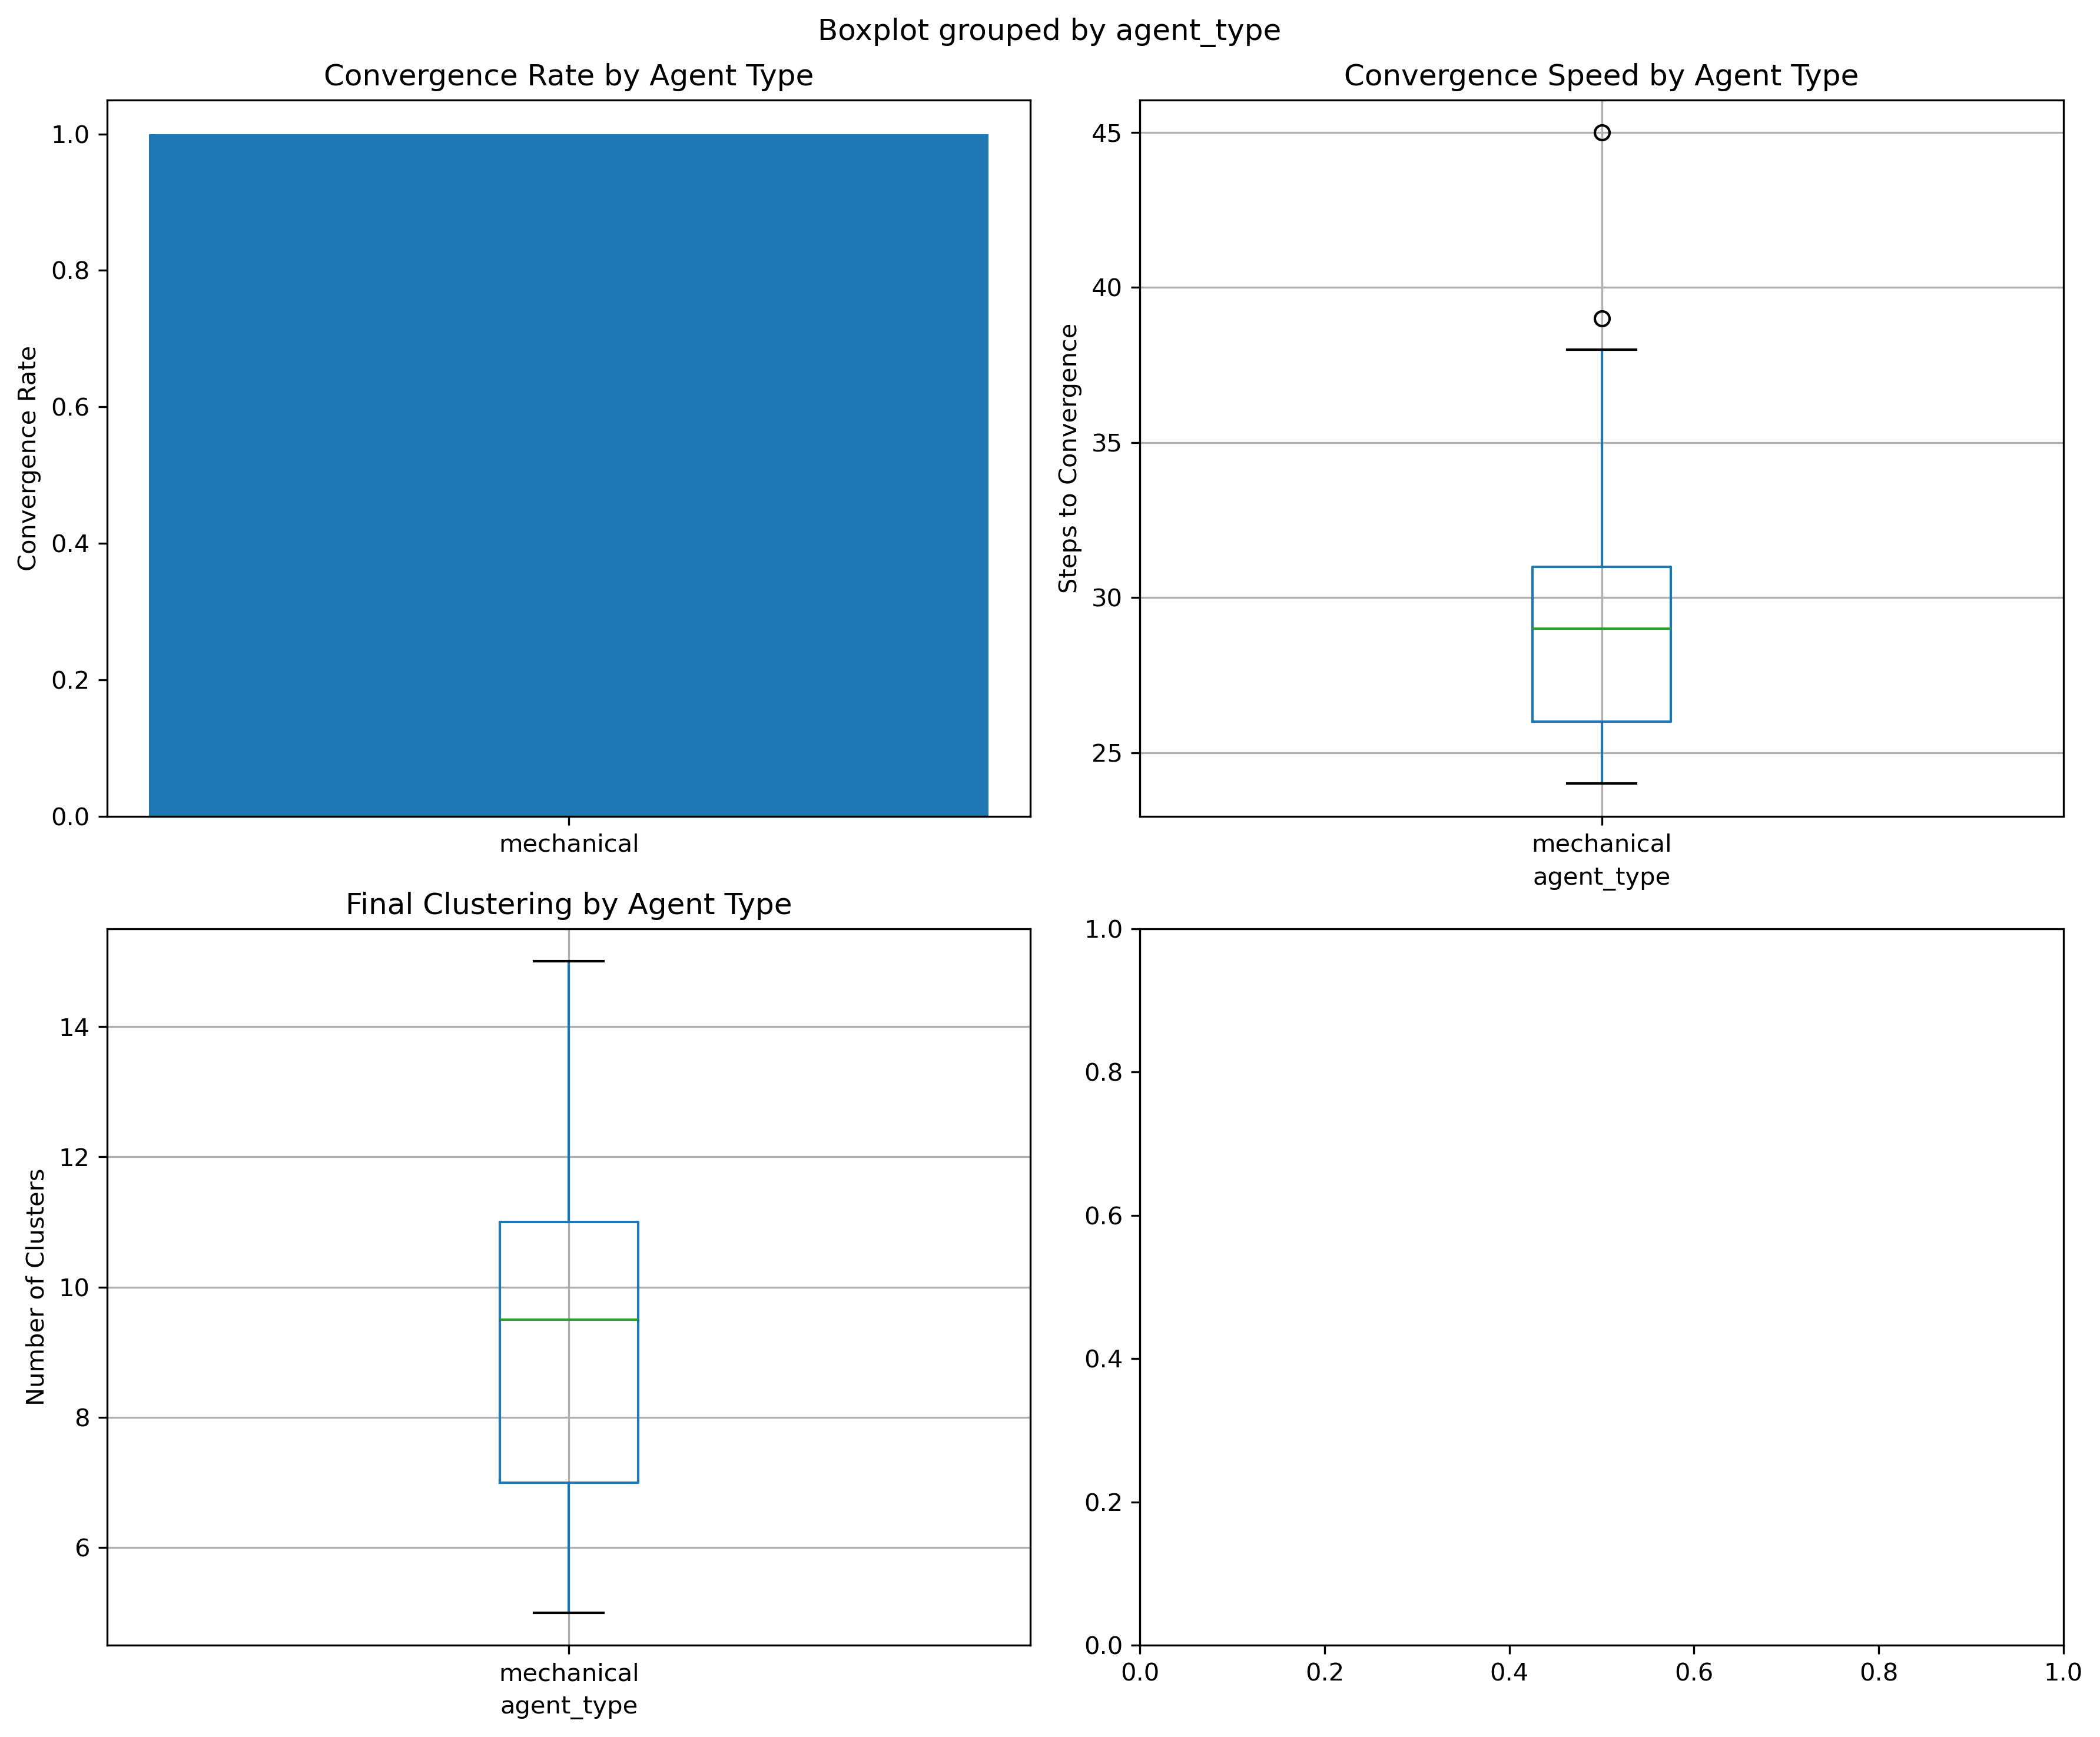 Boxplot grouped by agent_type
Convergence Rate by Agent Type
1.0
0.8
0.6
0.4
0.2
0.0
Convergence Rate
mechanical
Convergence Speed by Agent Type
45
40
35
30
25
Steps to Convergence
mechanical
agent_type
Final Clustering by Agent Type
14
12
10
8
6
Number of Clusters
mechanical
agent_type
1.0
0.8
0.6
0.4
0.2
0.0
0.0 0.2 0.4 0.6 0.8 1.0